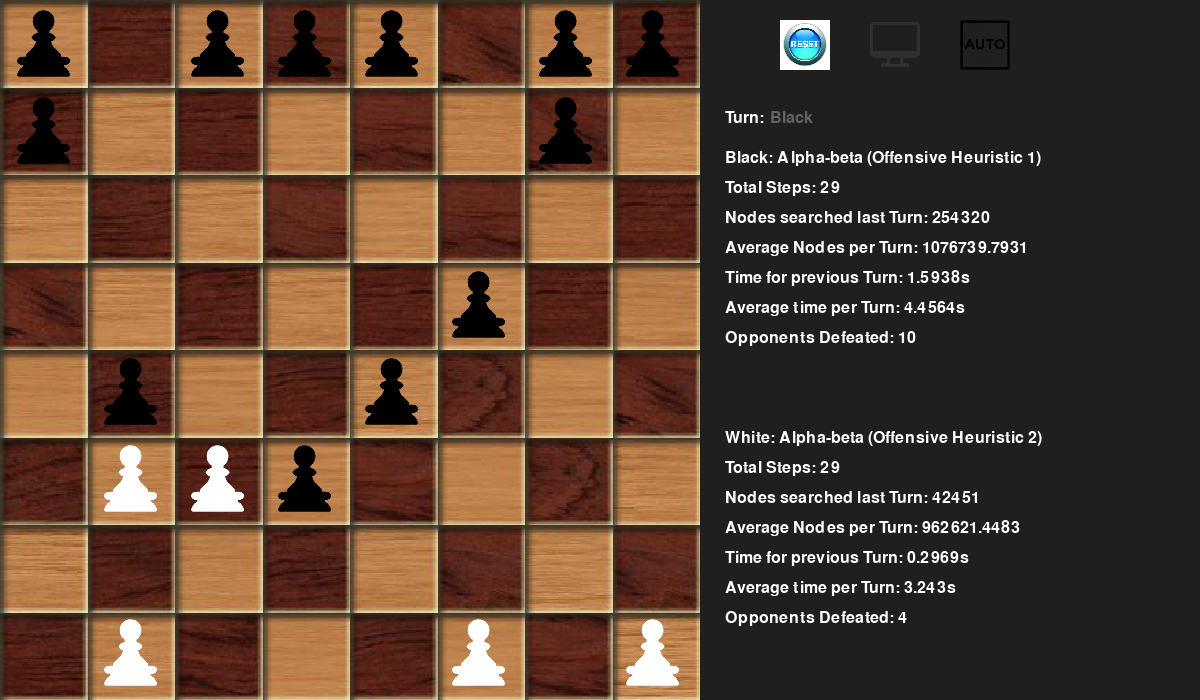 RESET
AUTO
Turn: Black
Black: Alpha-beta (Offensive Heuristic 1)
Total Steps: 29
Nodes searched last Turn: 254320
Average Nodes per Turn: 1076739.7931
Time for previous Turn: 1.5938s
Average time per Turn: 4.4564s
Opponents Defeated: 10
White: Alpha-beta (Offensive Heuristic 2)
Total Steps: 29
Nodes searched last Turn: 42451
Average Nodes per Turn: 962621.4483
Time for previous Turn: 0.2969s
Average time per Turn: 3.243s
Opponents Defeated: 4